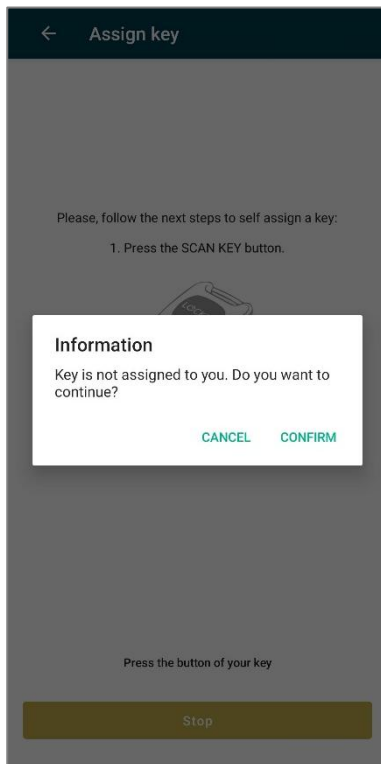 Assign key
Please, follow the next steps to self assign a key:
1. Press the SCAN KEY button.
Information
Key is not assigned to you. Do you want to
continue?
CANCEL CONFIRM
Press the button of your key
Stop